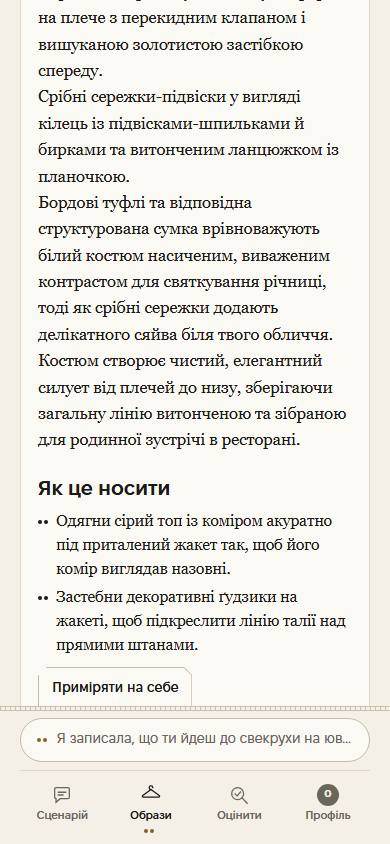 на плече з перекидним клапаном і
вишуканою золотистою застібкою
спереду.
Срібні сережки-підвіски у вигляді
кілець із підвісками-шпильками й
бирками та витонченим ланцюжком із
планочкою.
Бордові туфлі та відповідна
структурована сумка врівноважують
білий костюм насиченим, виваженим
контрастом для святкування річниці,
тоді як срібні сережки додають
делікатного сяйва біля твого обличчя.
Костюм створює чистий, елегантний
силует від плечей до низу, зберігаючи
загальну лінію витонченою та зібраною
для родинної зустрічі в ресторані.
Як це носити
Одягни сірий топ із коміром акуратно
під приталений жакет так, щоб його
комір виглядав назовні.
Застебни декоративні ґудзики на
жакеті, щоб підкреслити лінію талії над
прямими штанами.
Приміряти на себе
Я записала, що ти йдеш до свекрухи на юв...
Сценарій
Образи
Оцінити
О
Профіль